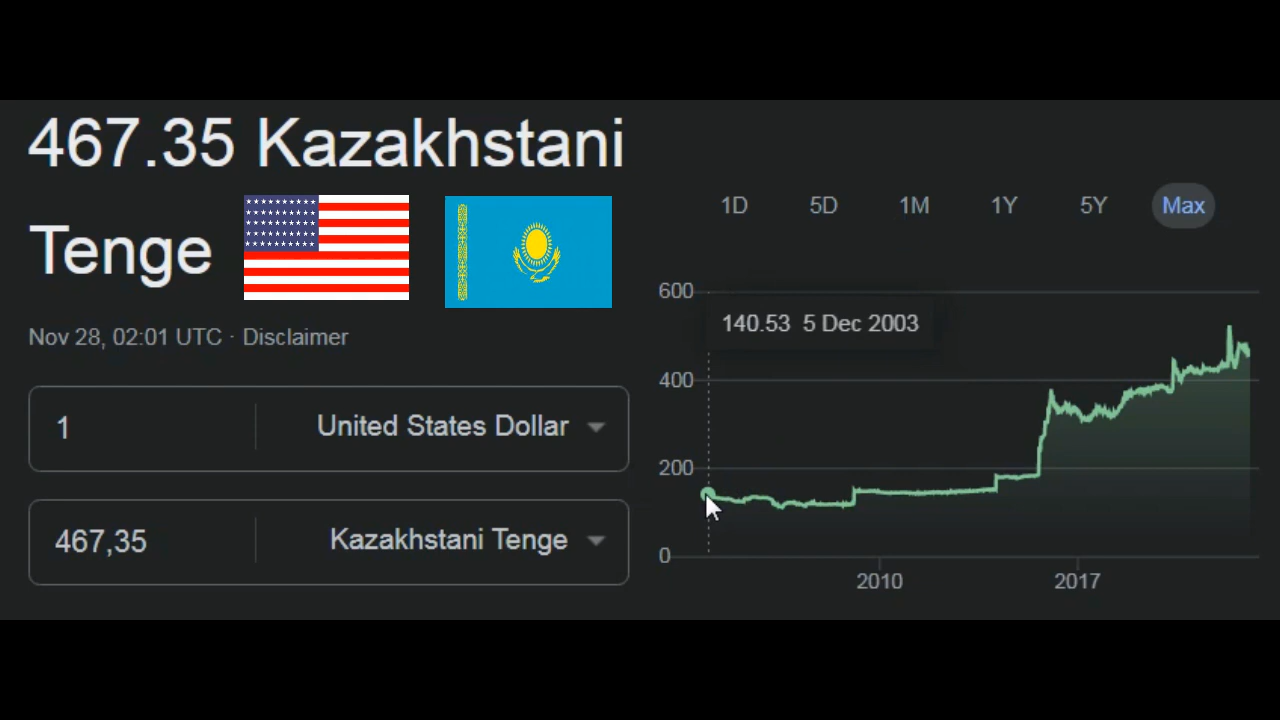 467.35 Kazakhstani
Tenge
Nov 28, 02:01 UTC · Disclaimer
1 United States Dollar
467,35 Kazakhstani Tenge
1D 5D 1M 1Y 5Y Max
600
140.53 5 Dec 2003
400
200
0
2010 2017